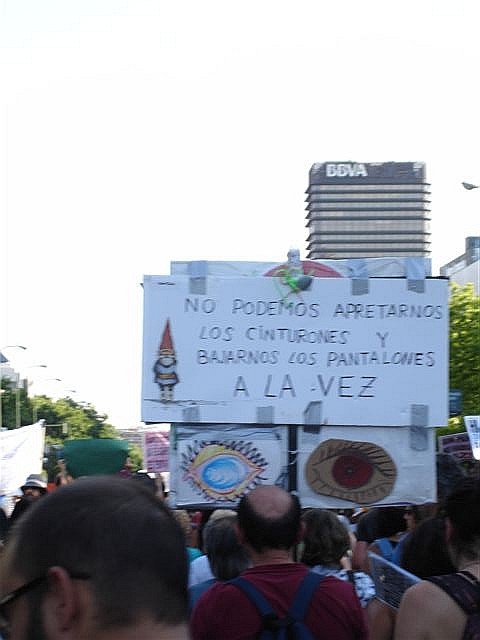 BBVA
NO PODEMOS APRETARNOS
LOS CINTURONES Y
BAJARNOS LOS PANTALONES
A LA VEZ